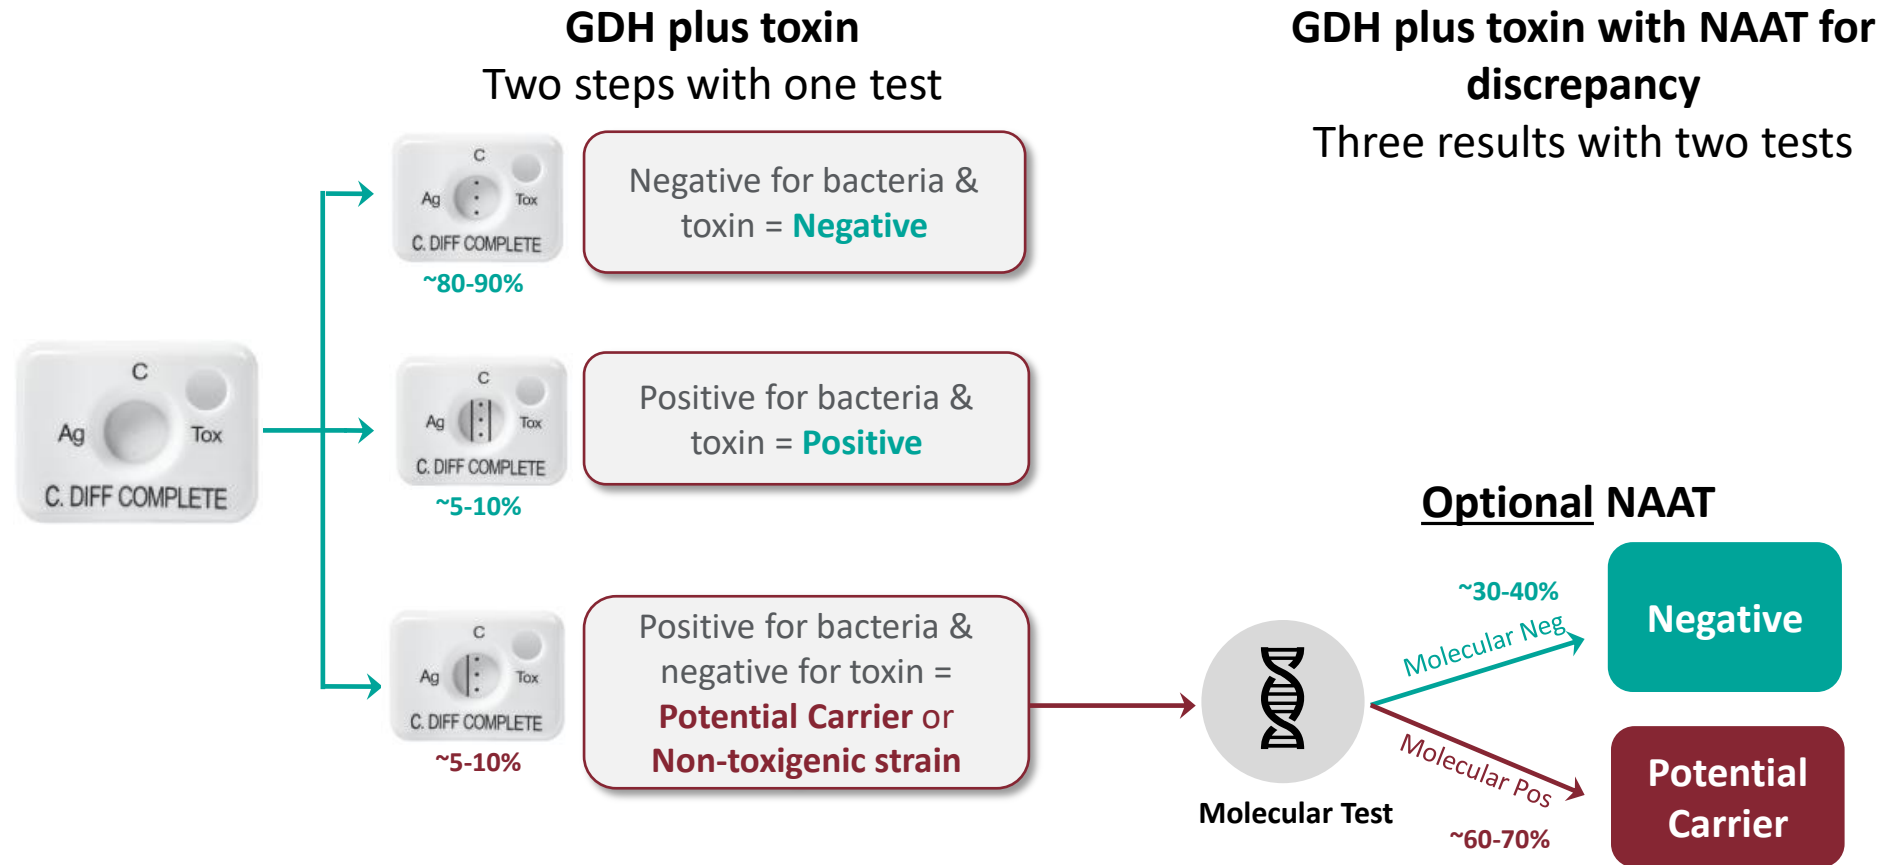 GDH plus toxin
Two steps with one test
GDH plus toxin with NAAT for
discrepancy
Three results with two tests
C
Ag
Tox
C. DIFF COMPLETE
~80-90%
Negative for bacteria &
toxin = Negative
C
Ag
Tox
C. DIFF COMPLETE
C
Ag
Tox
C. DIFF COMPLETE
~5-10%
Positive for bacteria &
toxin = Positive
C
Ag
Tox
C. DIFF COMPLETE
~5-10%
Positive for bacteria &
negative for toxin =
Potential Carrier or
Non-toxigenic strain
Molecular Test
Optional NAAT
~30-40%
Molecular Neg
Negative
Molecular Pos
~60-70%
Potential
Carrier